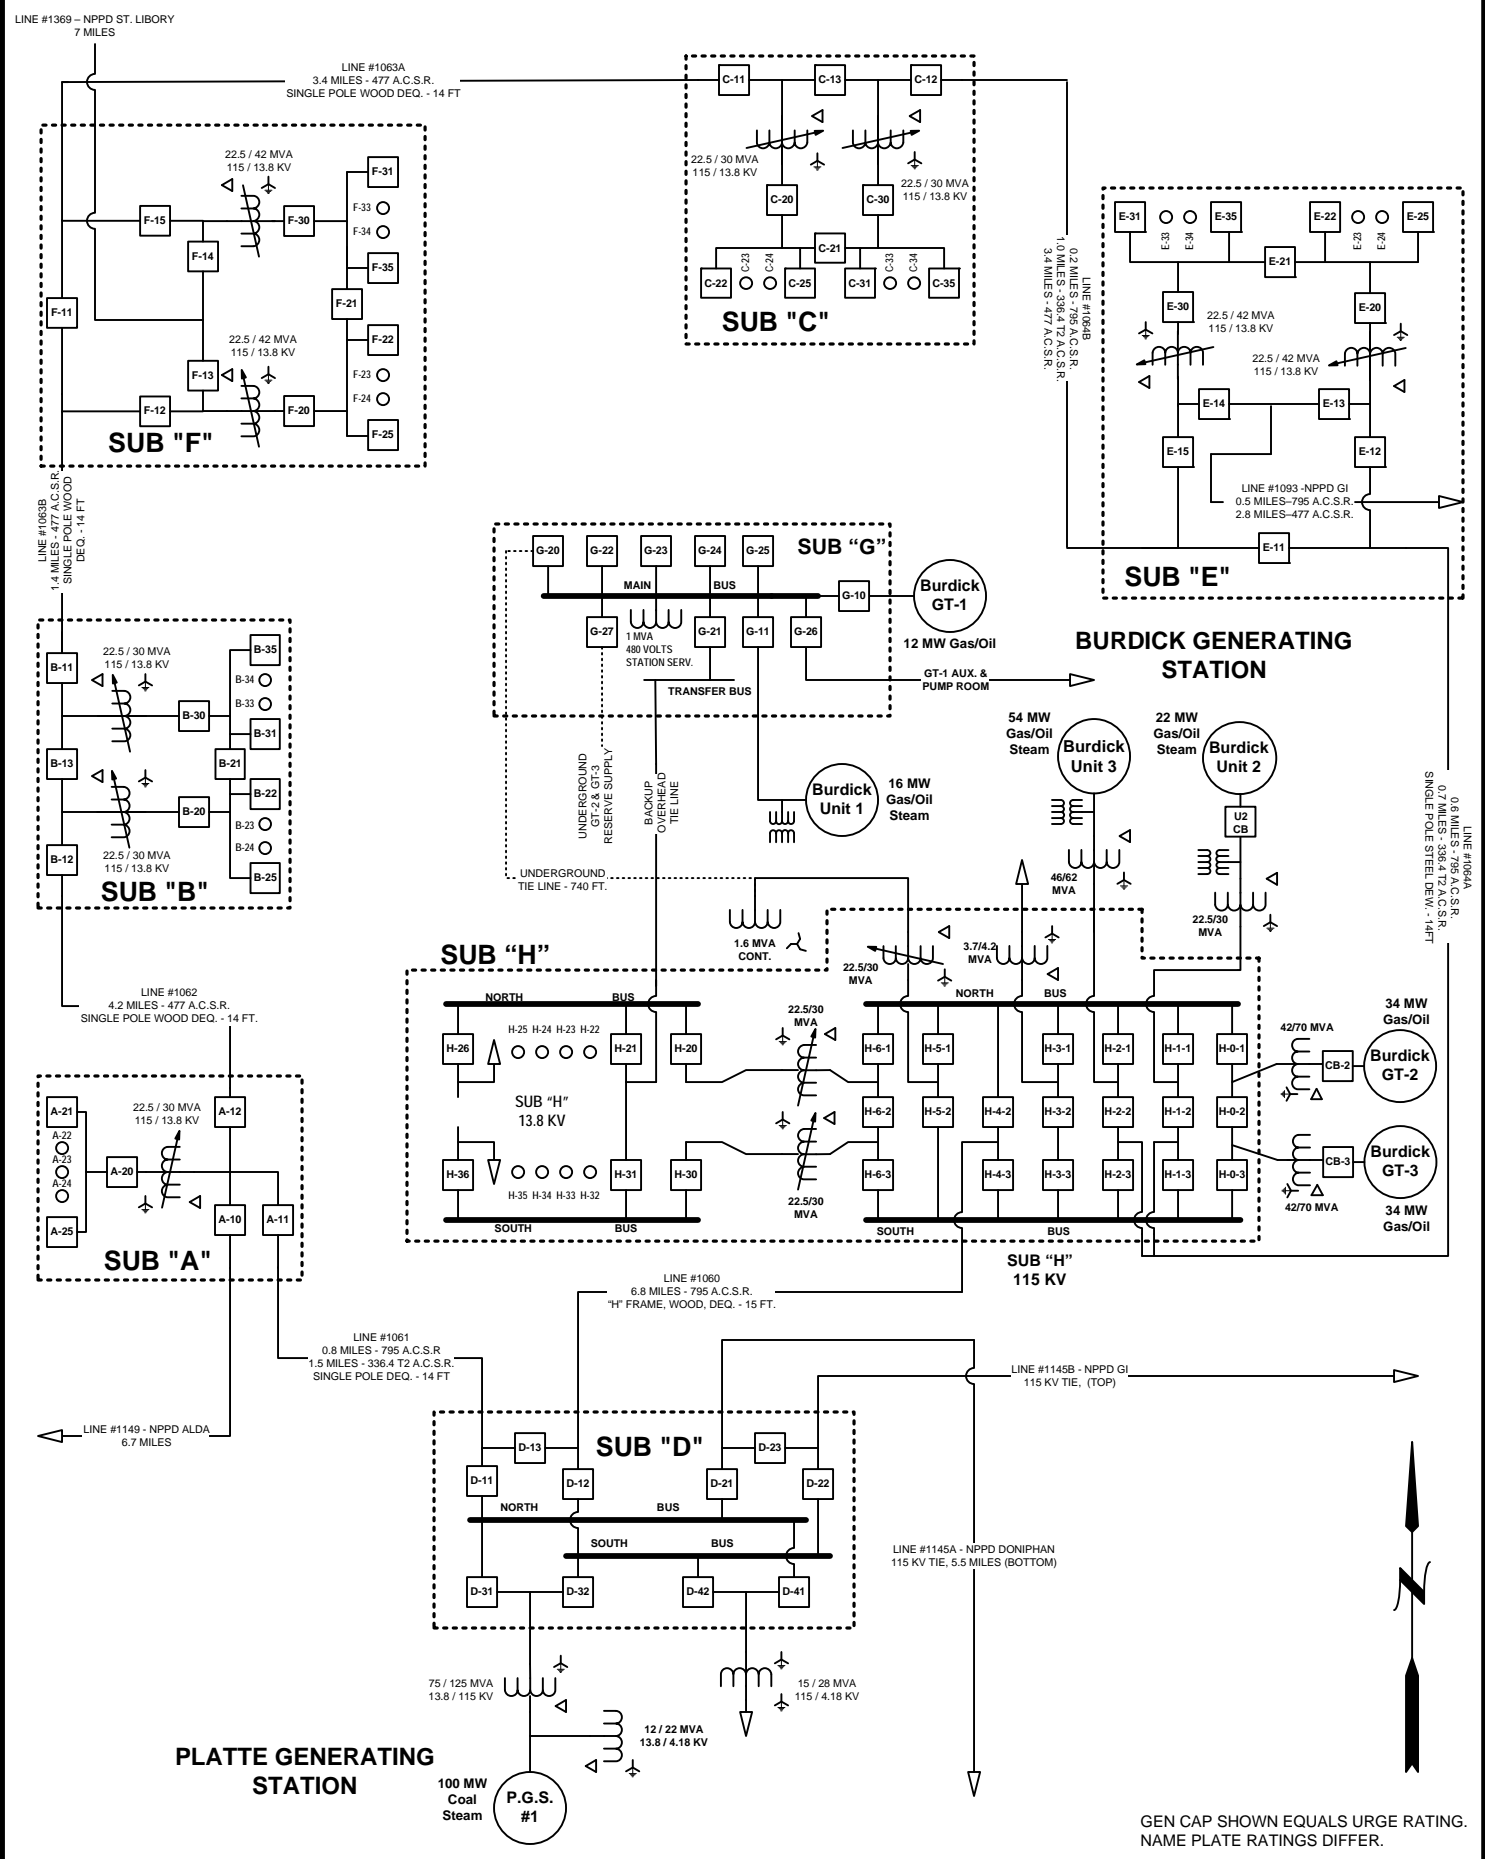 LINE #1369 – NPPD ST. LIBORY
7 MILES
LINE #1063A
3.4 MILES - 477 A.C.S.R.
SINGLE POLE WOOD DEQ. - 14 FT
C-11
C-13
C-12
22.5 / 30 MVA
115 / 13.8 KV
22.5 / 30 MVA
115 / 13.8 KV
C-20
C-30
C-21
C-22
C-23
C-24
C-25
C-31
C-33
C-34
C-35
SUB "C"
22.5 / 42 MVA
115 / 13.8 KV
F-31
F-33
F-34
F-15
F-30
F-14
F-35
F-11
F-21
22.5 / 42 MVA
115 / 13.8 KV
F-22
F-13
F-23
F-24
F-12
F-20
F-25
SUB "F"
LINE #1064B
0.2 MILES - 795 A.C.S.R.
1.0 MILES - 336.4 T2 A.C.S.R.
3.4 MILES - 477 A.C.S.R.
E-31
E-33
E-34
E-35
E-22
E-23
E-24
E-25
E-21
E-30
E-20
22.5 / 42 MVA
115 / 13.8 KV
22.5 / 42 MVA
115 / 13.8 KV
E-14
E-13
E-15
E-12
LINE #1093 -NPPD GI
0.5 MILES–795 A.C.S.R.
2.8 MILES–477 A.C.S.R.
E-11
SUB "E"
LINE #1063B
1.4 MILES - 477 A.C.S.R.
SINGLE POLE WOOD
DEQ. - 14 FT
G-20
G-22
G-23
G-24
G-25
SUB “G”
MAIN BUS
G-10
Burdick
GT-1
12 MW Gas/Oil
G-27
1 MVA
480 VOLTS
STATION SERV.
G-21
G-11
G-26
GT-1 AUX. &
PUMP ROOM
TRANSFER BUS
BURDICK GENERATING
STATION
B-11
22.5 / 30 MVA
115 / 13.8 KV
B-35
B-34
B-33
B-30
B-31
B-13
B-21
B-22
B-20
B-23
B-24
B-12
22.5 / 30 MVA
115 / 13.8 KV
B-25
SUB "B"
UNDERGROUND
GT-2 & GT-3
RESERVE SUPPLY
BACKUP
OVERHEAD
TIE LINE
Burdick
Unit 1
16 MW
Gas/Oil
Steam
54 MW
Gas/Oil
Steam
Burdick
Unit 3
22 MW
Gas/Oil
Steam
Burdick
Unit 2
U2
CB
LINE #1064A
0.6 MILES - 795 A.C.S.R.
0.7 MILES - 336.4 T2 A.C.S.R.
SINGLE POLE STEEL DEW. - 14FT
UNDERGROUND
TIE LINE - 740 FT.
1.6 MVA
CONT.
46/62
MVA
22.5/30
MVA
SUB “H”
22.5/30
MVA
3.7/4.2
MVA
LINE #1062
4.2 MILES - 477 A.C.S.R.
SINGLE POLE WOOD DEQ. - 14 FT.
NORTH BUS
H-26
H-25 H-24 H-23 H-22
H-21
H-20
SUB “H”
13.8 KV
H-36
H-35 H-34 H-33 H-32
H-31
H-30
SOUTH BUS
22.5/30
MVA
22.5/30
MVA
NORTH BUS
H-6-1
H-5-1
H-3-1
H-2-1
H-1-1
H-0-1
H-6-2
H-5-2
H-4-2
H-3-2
H-2-2
H-1-2
H-0-2
H-6-3
H-4-3
H-3-3
H-2-3
H-1-3
H-0-3
SOUTH BUS
SUB “H”
115 KV
34 MW
Gas/Oil
42/70 MVA
CB-2
Burdick
GT-2
CB-3
Burdick
GT-3
42/70 MVA
34 MW
Gas/Oil
A-21
A-22
A-23
A-24
A-25
A-20
22.5 / 30 MVA
115 / 13.8 KV
A-12
A-10
A-11
SUB "A"
LINE #1060
6.8 MILES - 795 A.C.S.R.
“H” FRAME, WOOD, DEQ. - 15 FT.
LINE #1061
0.8 MILES - 795 A.C.S.R
1.5 MILES - 336.4 T2 A.C.S.R.
SINGLE POLE DEQ. - 14 FT
LINE #1149 - NPPD ALDA
6.7 MILES
LINE #1145B - NPPD GI
115 KV TIE, (TOP)
D-13
SUB "D"
D-23
D-11
D-12
D-21
D-22
NORTH BUS
SOUTH BUS
D-31
D-32
D-42
D-41
LINE #1145A - NPPD DONIPHAN
115 KV TIE, 5.5 MILES (BOTTOM)
75 / 125 MVA
13.8 / 115 KV
15 / 28 MVA
115 / 4.18 KV
12 / 22 MVA
13.8 / 4.18 KV
PLATTE GENERATING
STATION
100 MW
Coal
Steam
P.G.S.
#1
N
GEN CAP SHOWN EQUALS URGE RATING.
NAME PLATE RATINGS DIFFER.